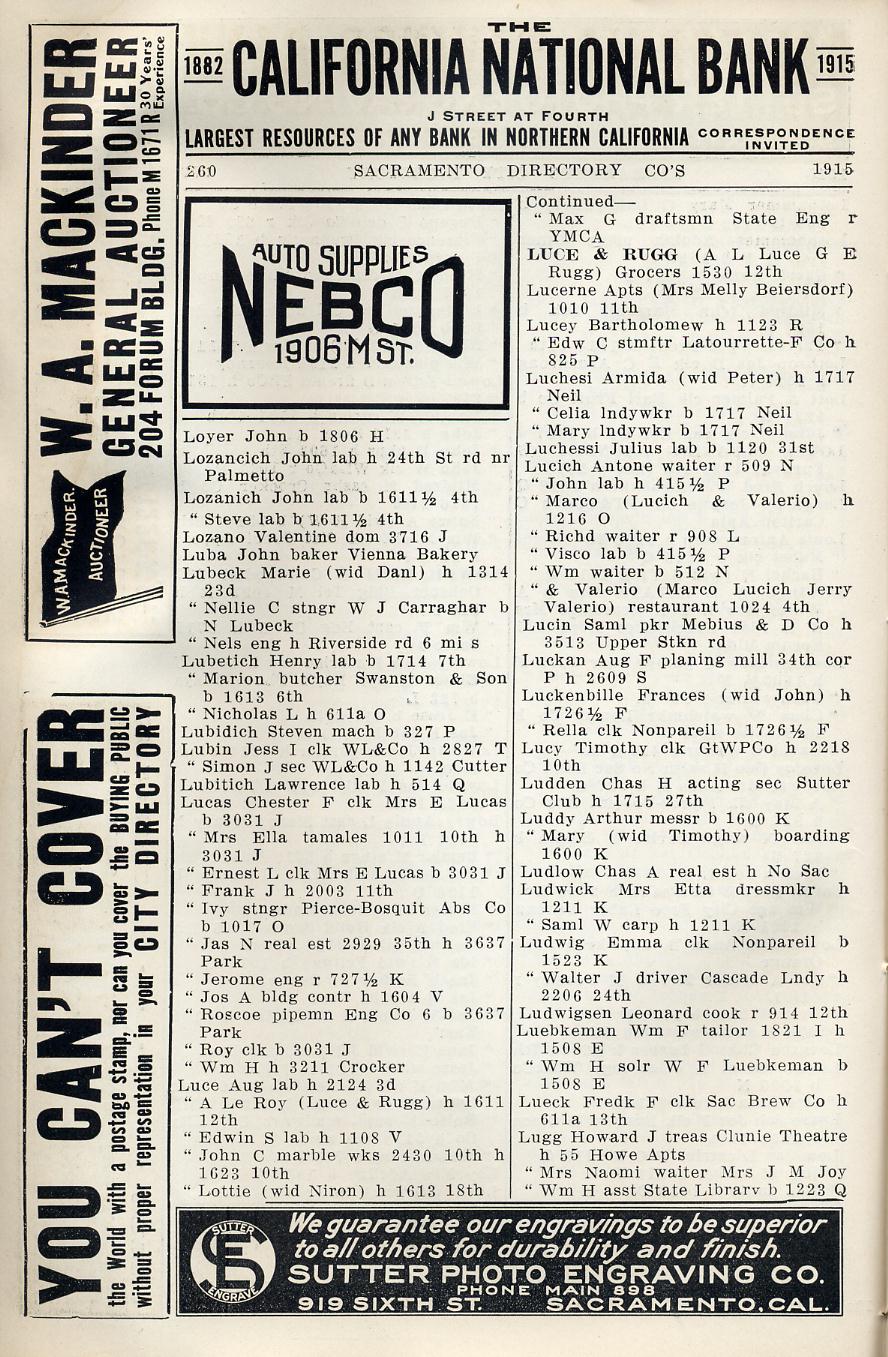 THE
1882 CALIFORNIA NATIONAL BANK 1915
J STREET AT FOURTH
LARGEST RESOURCES OF ANY BANK IN NORTHERN CALIFORNIA CORRESPONDENCE INVITED
260 SACRAMENTO DIRECTORY CO'S 1915
W. A. MACKINDER
GENERAL AUCTIONEER
204 FORUM BLDG. Phone M 1671 R 30 Years' Experience
W.A. MACKINDER.
AUCTIONEER
YOU CAN'T COVER
the World with a postage stamp, nor can you cover the BUYING PUBLIC
without proper representation in your CITY DIRECTORY
AUTO SUPPLIES
NEBCO
1906 M ST.
Loyer John b 1806 H
Lozancich John lab h 24th St rd nr
Palmetto
Lozanich John lab b 1611½ 4th
" Steve lab b 1611½ 4th
Lozano Valentine dom 3716 J
Luba John baker Vienna Bakery
Lubeck Marie (wid Danl) h 1314
23d
" Nellie C stngr W J Carraghar b
N Lubeck
" Nels eng h Riverside rd 6 mi s
Lubetich Henry lab b 1714 7th
" Marion butcher Swanston & Son
b 1613 6th
" Nicholas L h 611a O
Lubidich Steven mach b 327 P
Lubin Jess I clk WL&Co h 2827 T
" Simon J sec WL&Co h 1142 Cutter
Lubitich Lawrence lab h 514 Q
Lucas Chester F clk Mrs E Lucas
b 3031 J
" Mrs Ella tamales 1011 10th h
3031 J
" Ernest L clk Mrs E Lucas b 3031 J
" Frank J h 2003 11th
" Ivy stngr Pierce-Bosquit Abs Co
b 1017 O
" Jas N real est 2929 35th h 3637
Park
" Jerome eng r 727½ K
" Jos A bldg contr h 1604 V
" Roscoe pipemn Eng Co 6 b 3637
Park
" Roy clk b 3031 J
" Wm H h 3211 Crocker
Luce Aug lab h 2124 3d
" A Le Roy (Luce & Rugg) h 1611
12th
" Edwin S lab h 1108 V
" John C marble wks 2430 10th h
1623 10th
" Lottie (wid Niron) h 1613 18th
Continued—
" Max G draftsmn State Eng r
YMCA
LUCE & RUGG (A L Luce G E
Rugg) Grocers 1530 12th
Lucerne Apts (Mrs Melly Beiersdorf)
1010 11th
Lucey Bartholomew h 1123 R
" Edw C stmftr Latourrette-F Co h
825 P
Luchesi Armida (wid Peter) h 1717
Neil
" Celia lndywkr b 1717 Neil
" Mary lndywkr b 1717 Neil
Luchessi Julius lab b 1120 31st
Lucich Antone waiter r 509 N
" John lab h 415½ P
" Marco (Lucich & Valerio) h
1216 O
" Richd waiter r 908 L
" Visco lab b 415½ P
" Wm waiter b 512 N
" & Valerio (Marco Lucich Jerry
Valerio) restaurant 1024 4th
Lucin Saml pkr Mebius & D Co h
3513 Upper Stkn rd
Luckan Aug F planing mill 34th cor
P h 2609 S
Luckenbille Frances (wid John) h
1726½ F
" Rella clk Nonpareil b 1726½ F
Lucy Timothy clk GtWPCo h 2218
10th
Ludden Chas H acting sec Sutter
Club h 1715 27th
Luddy Arthur messr b 1600 K
" Mary (wid Timothy) boarding
1600 K
Ludlow Chas A real est h No Sac
Ludwick Mrs Etta dressmkr h
1211 K
" Saml W carp h 1211 K
Ludwig Emma clk Nonpareil b
1523 K
" Walter J driver Cascade Lndy h
2206 24th
Ludwigsen Leonard cook r 914 12th
Luebkeman Wm F tailor 1821 I h
1508 E
" Wm H solr W F Luebkeman b
1508 E
Lueck Fredk F clk Sac Brew Co h
611a 13th
Lugg Howard J treas Clunie Theatre
h 55 Howe Apts
" Mrs Naomi waiter Mrs J M Joy
" Wm H asst State Library b 1223 Q
SUTTER
ENGRAVE
We guarantee our engravings to be superior
to all others for durability and finish.
SUTTER PHOTO ENGRAVING CO.
PHONE MAIN 898
919 SIXTH ST. SACRAMENTO, CAL.